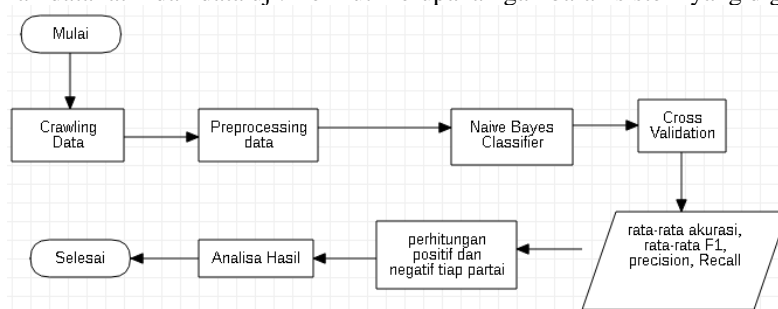 Mulai
Crawling
Data
Preprocessing
data
Naive Bayes
Classifier
Cross
Validation
rata-rata akurasi,
rata-rata F1,
precision, Recall
perhitungan
positif dan
negatif tiap partai
Analisa Hasil
Selesai